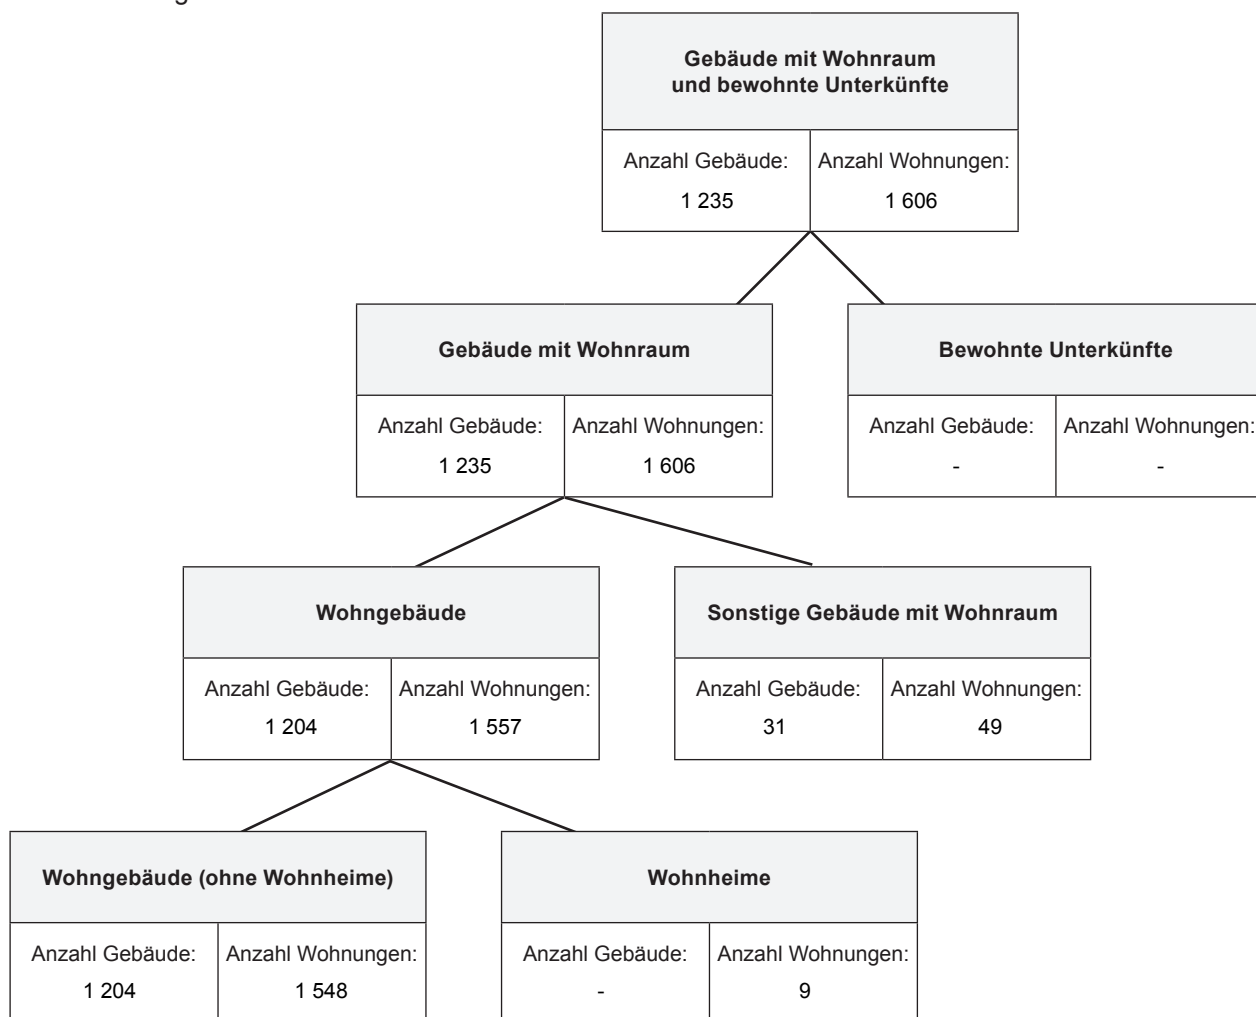 Gebäude mit Wohnraum
und bewohnte Unterkünfte
Anzahl Gebäude: Anzahl Wohnungen:
1 235 1 606
Gebäude mit Wohnraum Bewohnte Unterkünfte
Anzahl Gebäude: Anzahl Wohnungen: Anzahl Gebäude: Anzahl Wohnungen:
1 235 1 606 - -
Wohngebäude Sonstige Gebäude mit Wohnraum
Anzahl Gebäude: Anzahl Wohnungen: Anzahl Gebäude: Anzahl Wohnungen:
1 204 1 557 31 49
Wohngebäude (ohne Wohnheime) Wohnheime
Anzahl Gebäude: Anzahl Wohnungen: Anzahl Gebäude: Anzahl Wohnungen:
1 204 1 548 - 9